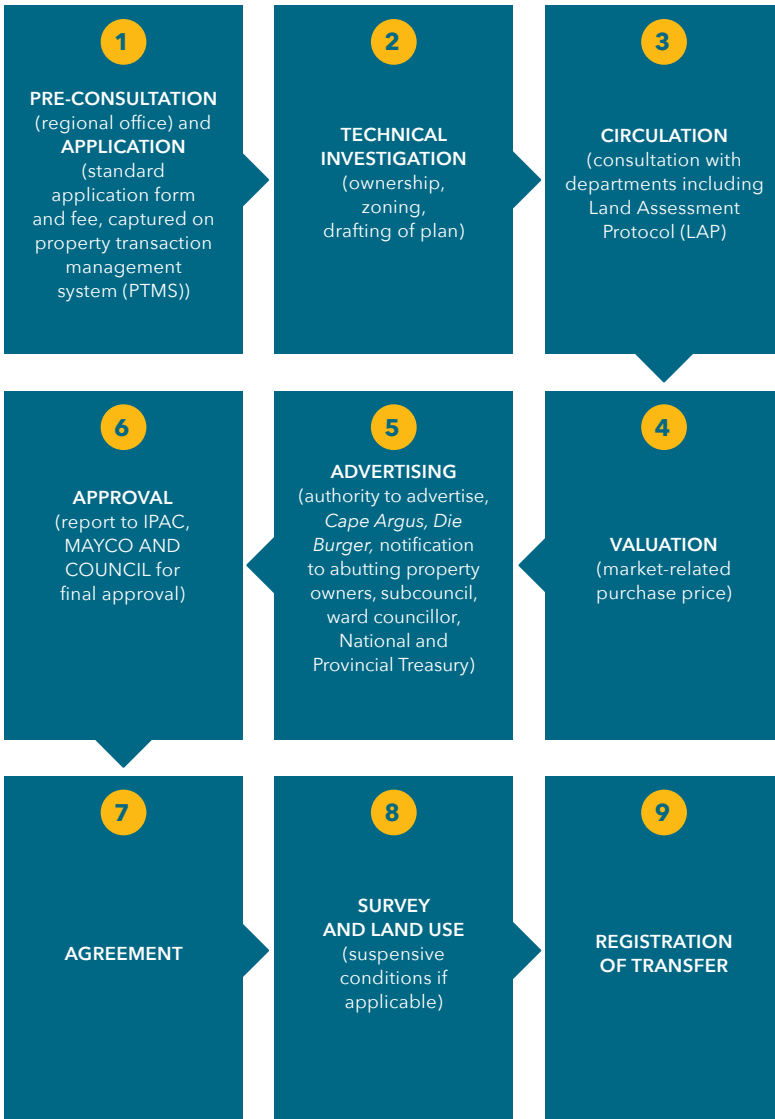 1
PRE-CONSULTATION
(regional office) and
APPLICATION
(standard
application form
and fee, captured on
property transaction
management
system (PTMS))
2
TECHNICAL
INVESTIGATION
(ownership,
zoning,
drafting of plan)
3
CIRCULATION
(consultation with
departments including
Land Assessment
Protocol (LAP)
4
VALUATION
(market-related
purchase price)
5
ADVERTISING
(authority to advertise,
Cape Argus, Die
Burger, notification
to abutting property
owners, subcouncil,
ward councillor,
National and
Provincial Treasury)
6
APPROVAL
(report to IPAC,
MAYCO AND
COUNCIL for
final approval)
7
AGREEMENT
8
SURVEY
AND LAND USE
(suspensive
conditions if
applicable)
9
REGISTRATION
OF TRANSFER